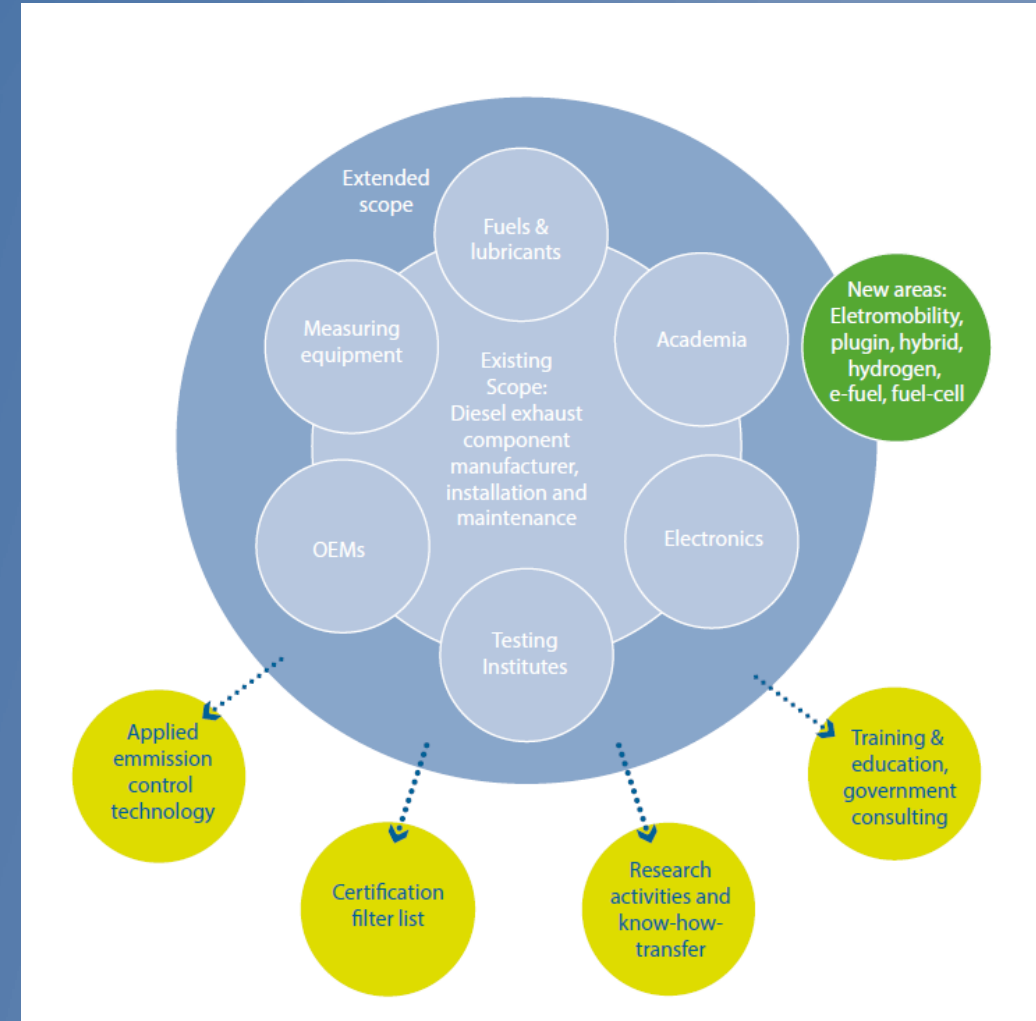 Extended
scope
Fuels &
lubricants
Measuring
equipment
Academia
New areas:
Eletromobility,
plugin, hybrid,
hydrogen,
e-fuel, fuel-cell
Existing
Scope:
Diesel exhaust
component
manufacturer,
installation and
maintenance
OEMs
Electronics
Testing
Institutes
Applied
emmission
control
technology
Certification
filter list
Research
activities and
know-how-
transfer
Training &
education,
government
consulting